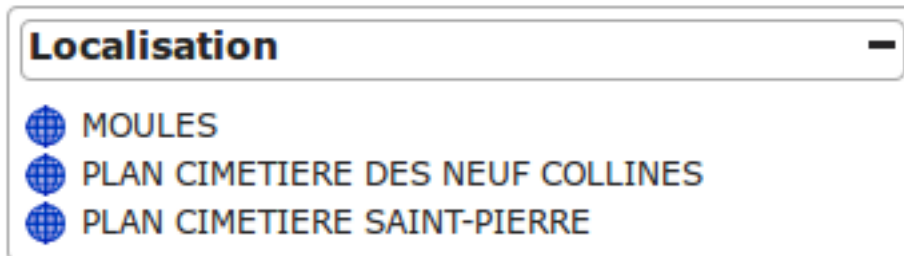 Localisation
MOULES
PLAN CIMETIERE DES NEUF COLLINES
PLAN CIMETIERE SAINT-PIERRE